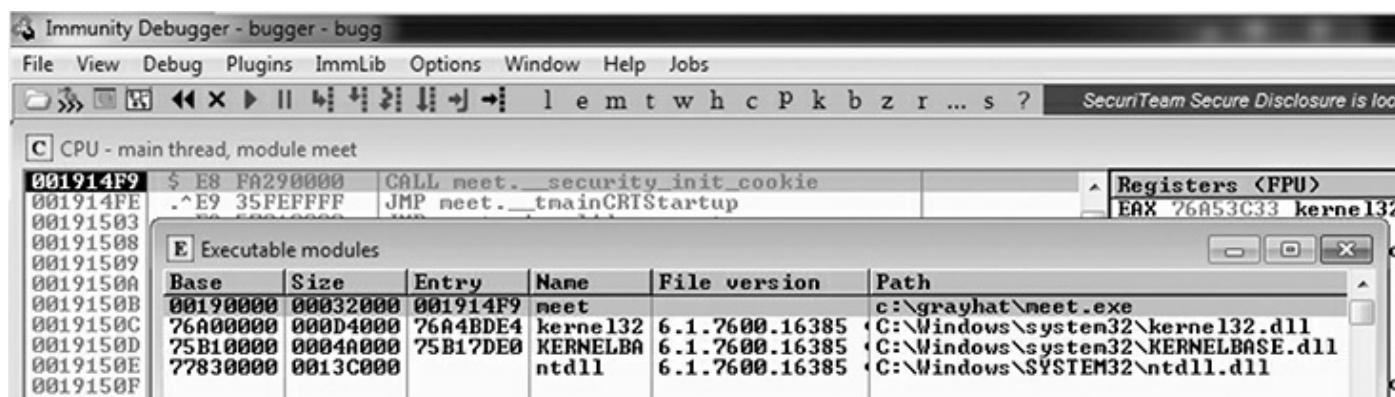 Immunity Debugger - bugger - bugg
File View Debug Plugins ImmLib Options Window Help Jobs
l e m t w h c P k b z r ... s ? SecuriTeam Secure Disclosure is loo
C CPU - main thread, module meet
001914F9 $ E8 FA290000 CALL meet.__security_init_cookie
001914FE .^E9 35FEFFFF JMP meet.__tmainCRTStartup
00191503
00191508
00191509
0019150A
0019150B
0019150C
0019150D
0019150E
0019150F
Registers (FPU)
EAX 76A53C33 kernel32
E Executable modules
Base Size Entry Name File version Path
00190000 00032000 001914F9 meet c:\grayhat\meet.exe
76A00000 000D4000 76A4BDE4 kernel32 6.1.7600.16385 C:\Windows\system32\kernel32.dll
75B10000 0004A000 75B17DE0 KERNELBA 6.1.7600.16385 C:\Windows\system32\KERNELBASE.dll
77830000 0013C000 ntdll 6.1.7600.16385 C:\Windows\SYSTEM32\ntdll.dll